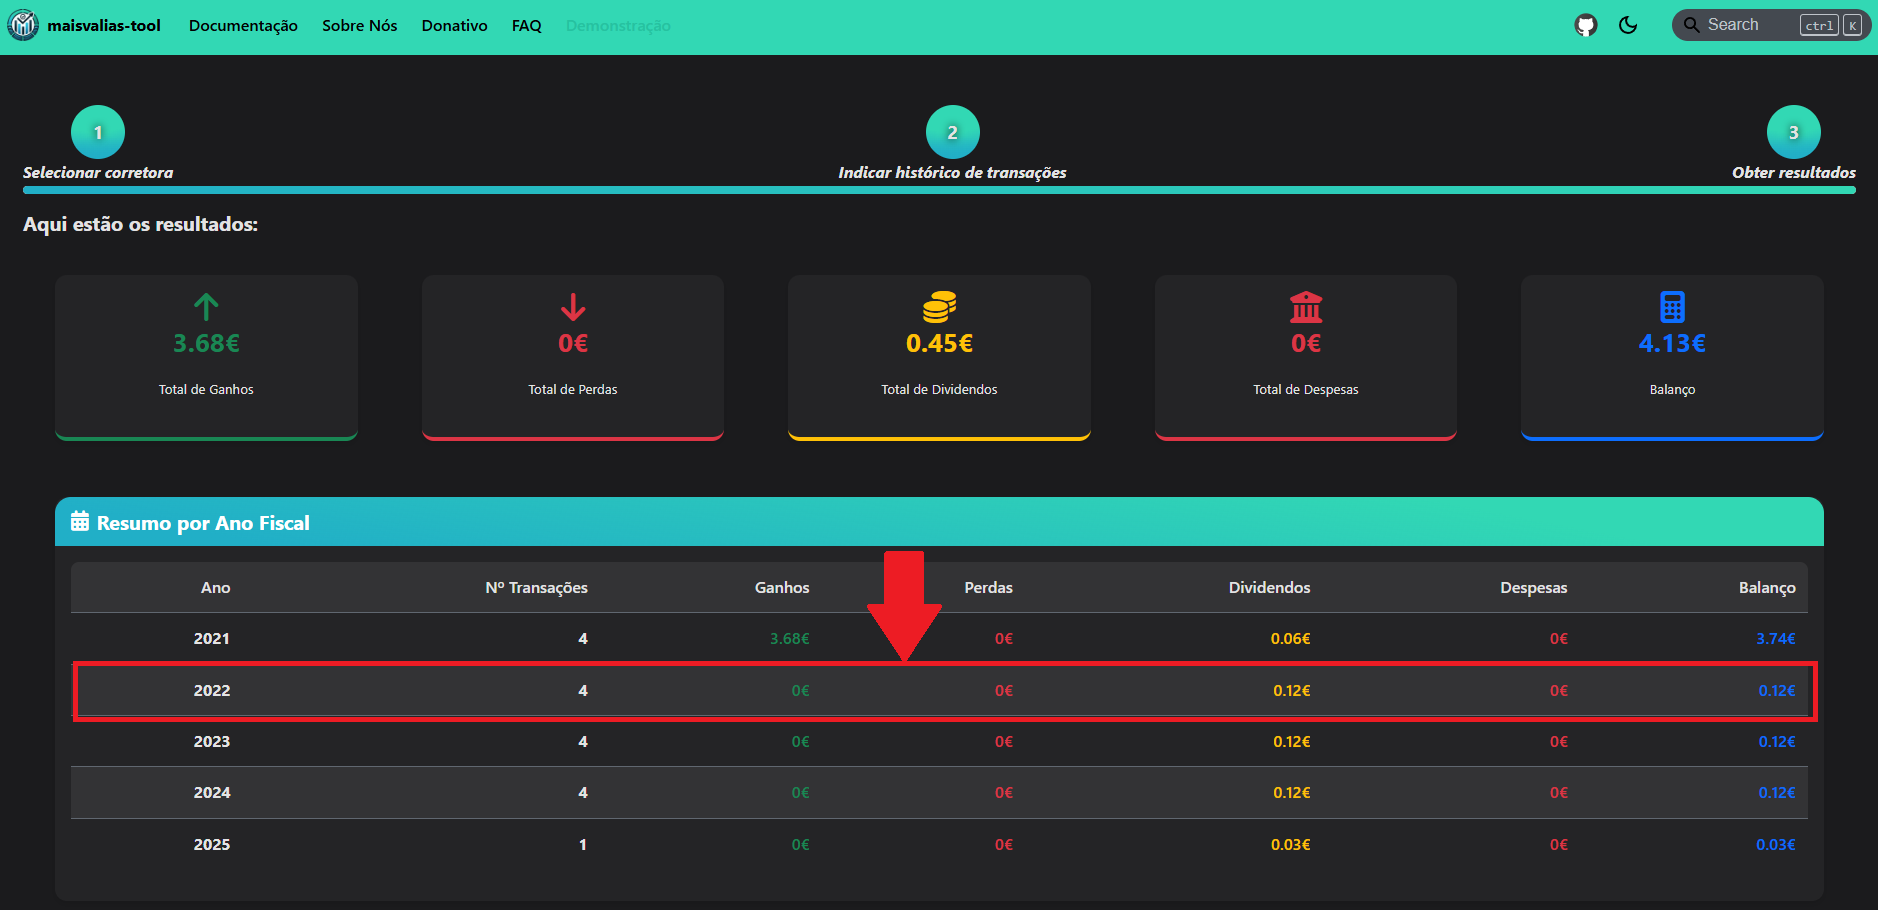 maisvalias-tool Documentação Sobre Nós Donativo FAQ Demonstração Search ctrl K
1 2 3
Selecionar corretora Indicar histórico de transações Obter resultados
Aqui estão os resultados:
3.68€ 0€ 0.45€ 0€ 4.13€
Total de Ganhos Total de Perdas Total de Dividendos Total de Despesas Balanço
Resumo por Ano Fiscal
Ano Nº Transações Ganhos Perdas Dividendos Despesas Balanço
2021 4 3.68€ 0€ 0.06€ 0€ 3.74€
2022 4 0€ 0€ 0.12€ 0€ 0.12€
2023 4 0€ 0€ 0.12€ 0€ 0.12€
2024 4 0€ 0€ 0.12€ 0€ 0.12€
2025 1 0€ 0€ 0.03€ 0€ 0.03€